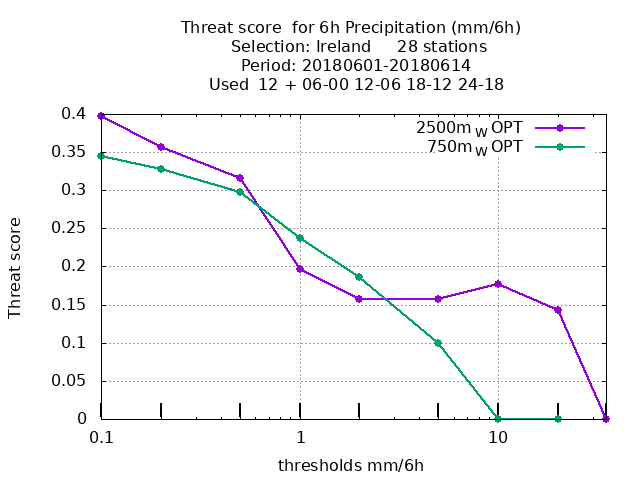 Threat score  for 6h Precipitation (mm/6h)
Selection: Ireland     28 stations
Period: 20180601-20180614
Used  12 + 06-00 12-06 18-12 24-18
2500m W OPT
750m W OPT
0.4
0.35
0.3
0.25
0.2
0.15
0.1
0.05
0
Threat score
0.1
1
10
thresholds mm/6h